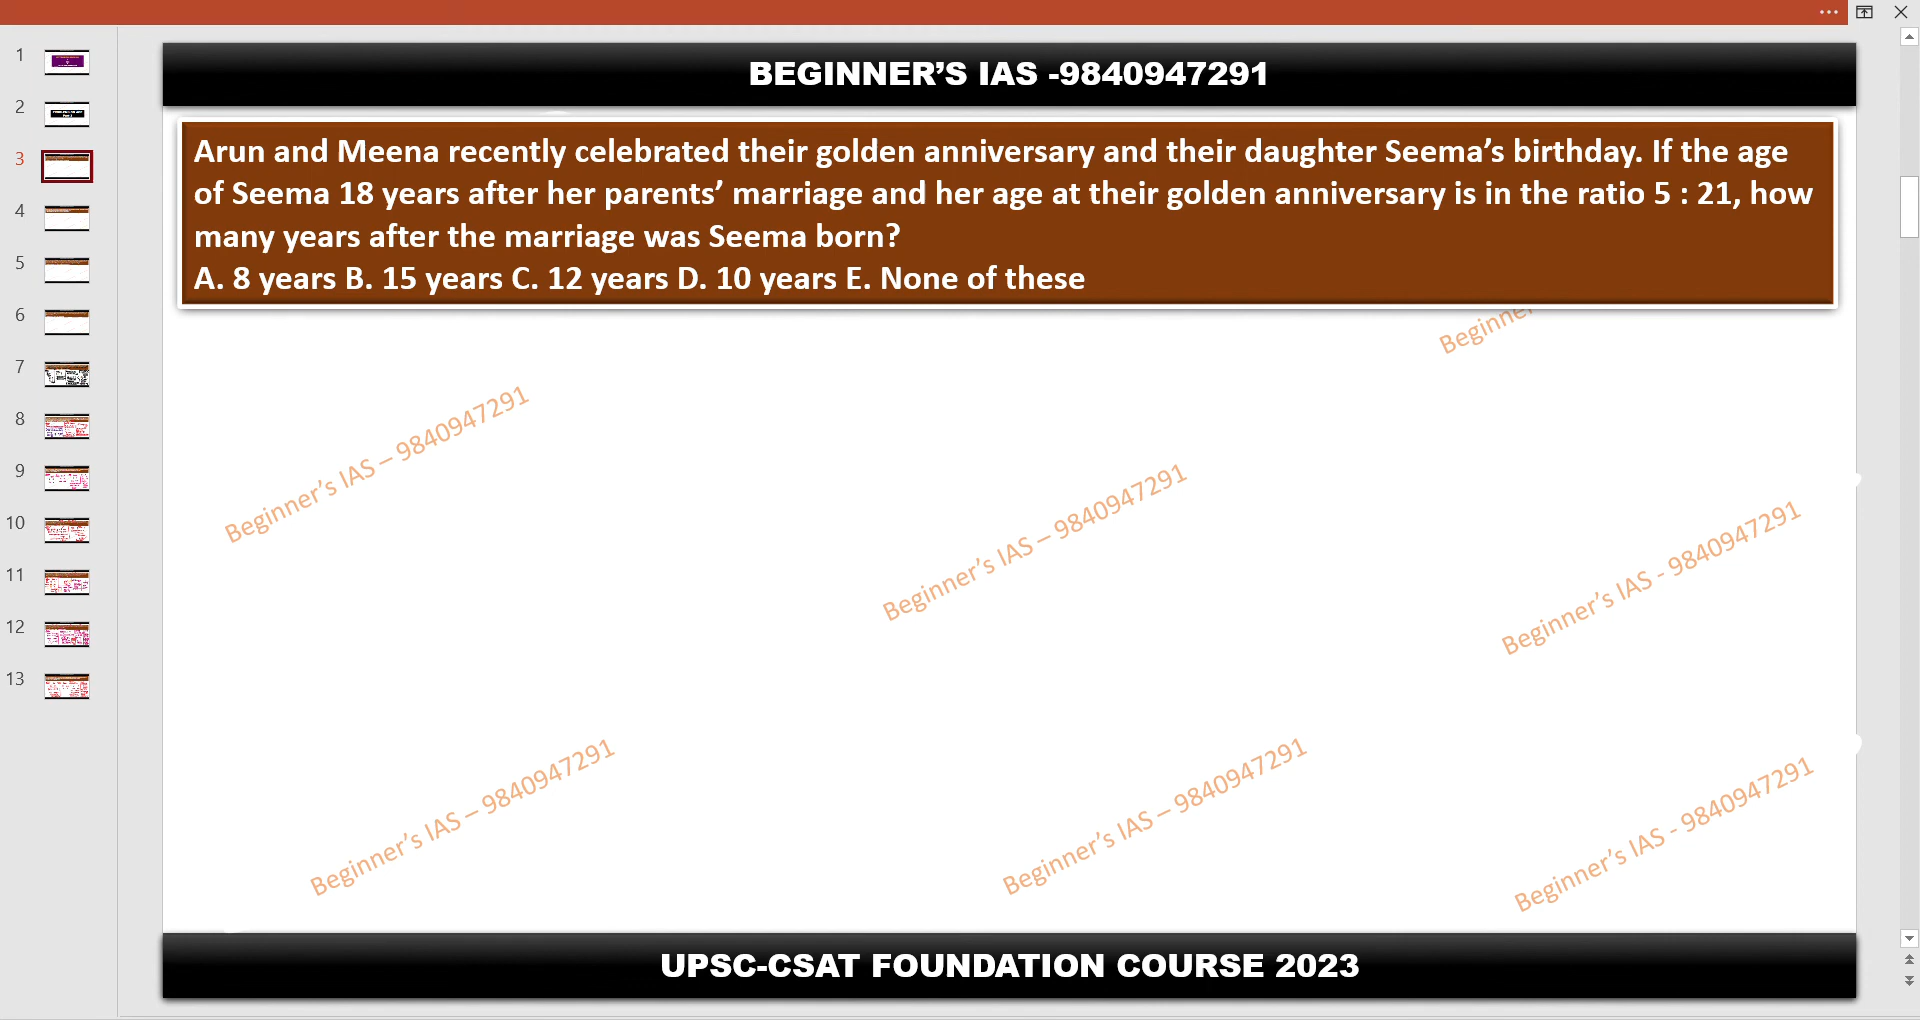 BEGINNER’S IAS -9840947291
Arun and Meena recently celebrated their golden anniversary and their daughter Seema’s birthday. If the age
of Seema 18 years after her parents’ marriage and her age at their golden anniversary is in the ratio 5 : 21, how
many years after the marriage was Seema born?
A. 8 years B. 15 years C. 12 years D. 10 years E. None of these
Beginner’s IAS – 9840947291
Beginner’s IAS – 9840947291
Beginner’s IAS - 9840947291
Beginner’s IAS – 9840947291
Beginner’s IAS – 9840947291
Beginner’s IAS - 9840947291
UPSC-CSAT FOUNDATION COURSE 2023
1
2
3
4
5
6
7
8
9
10
11
12
13